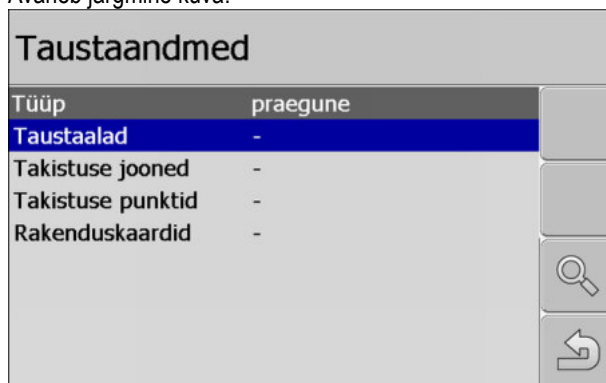 Avaneb järgmine kuva:
Taustaandmed
Tüüp praegune
Taustaalad -
Takistuse jooned -
Takistuse punktid -
Rakenduskaardid -